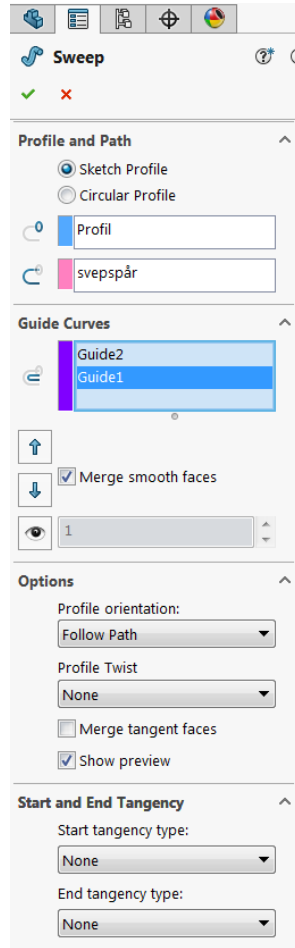 Sweep
Profile and Path
Sketch Profile
Circular Profile
Profil
svepspår
Guide Curves
Guide2
Guide1
Merge smooth faces
1
Options
Profile orientation:
Follow Path
Profile Twist
None
Merge tangent faces
Show preview
Start and End Tangency
Start tangency type:
None
End tangency type:
None